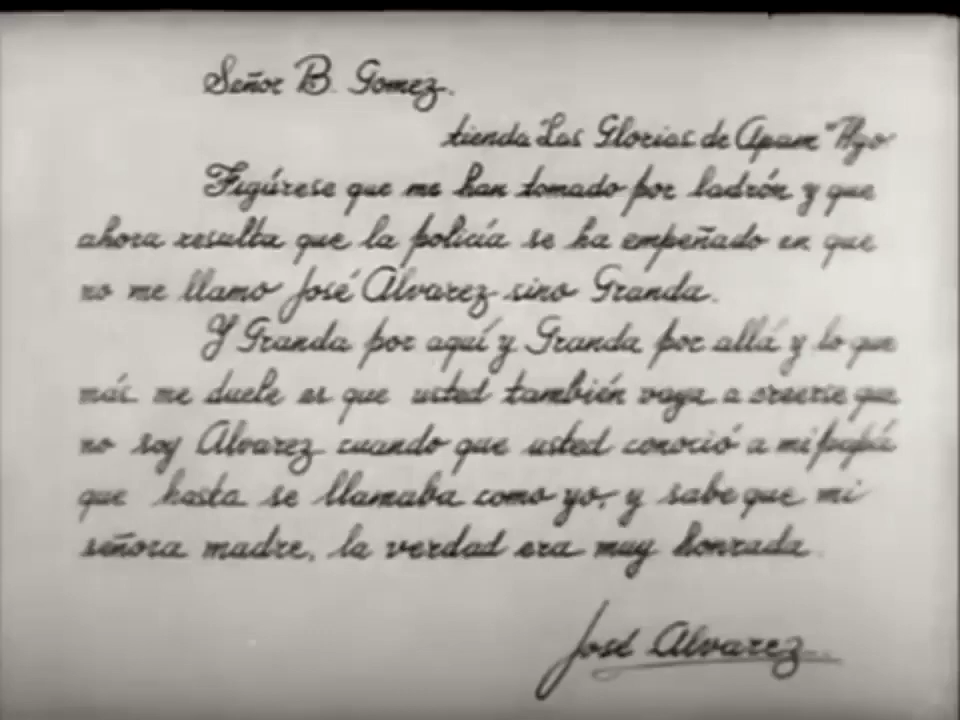 Señor B. Gomez.
tienda "Las Glorias de Apam" Hgo
Figúrese que me han tomado por ladrón y que
ahora resulta que la policía se ha empeñado en que
no me llamo José Álvarez sino Granda.
Y Granda por aquí y Granda por allá y lo que
más me duele es que usted también vaya a creerse que
no soy Alvarez cuando que usted conoció a mi papá
que hasta se llamaba como yo, y sabe que mi
señora madre, la verdad era muy honrada.
José Alvarez